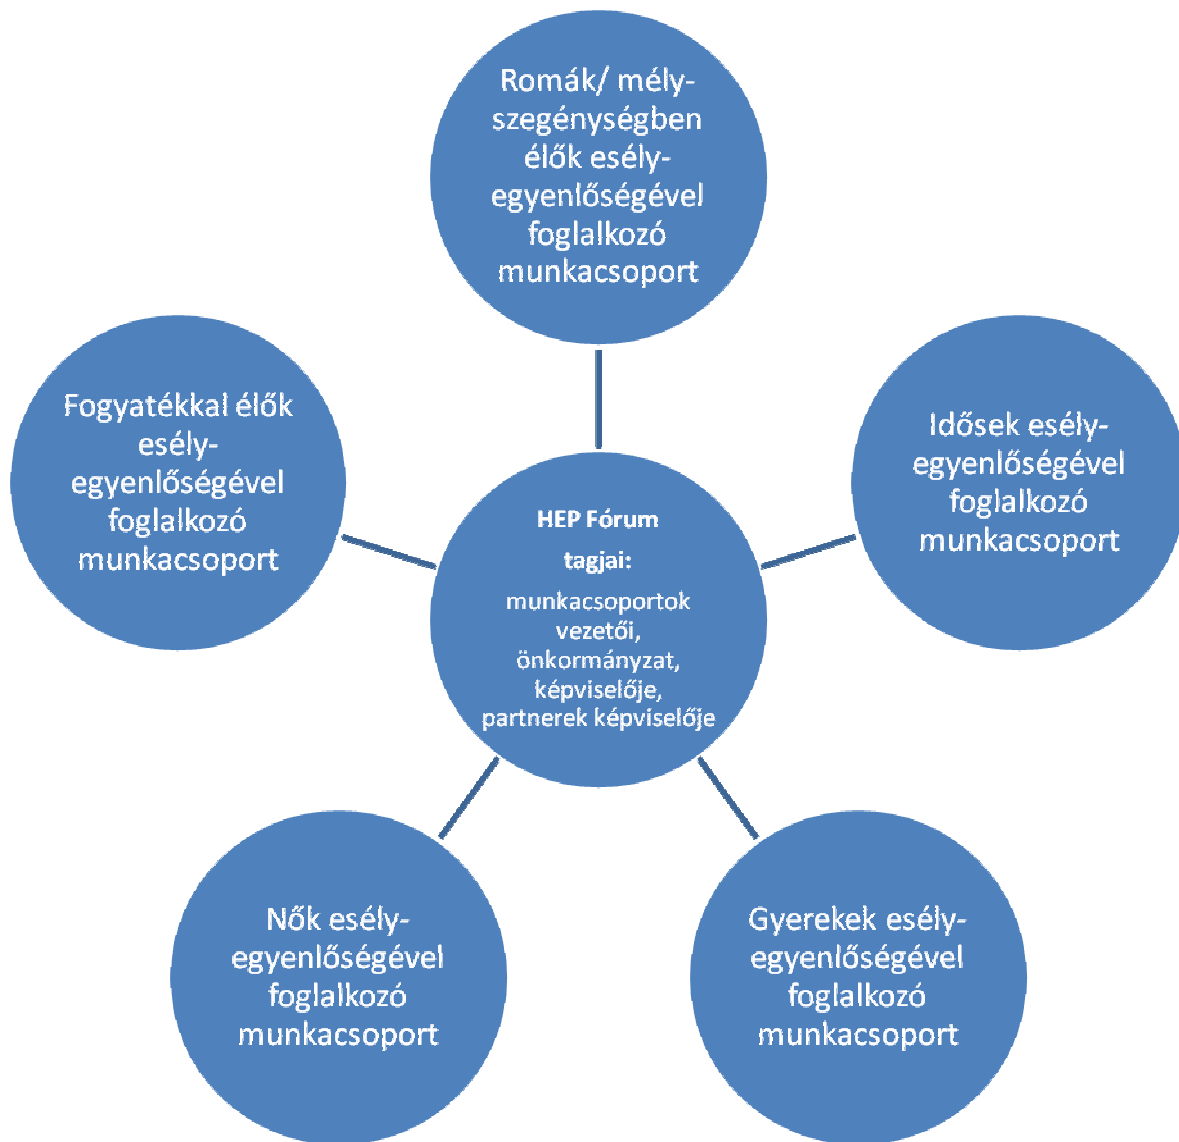 Romák/ mély-
szegénységben
élők esély-
egyenlőségével
foglalkozó
munkacsoport
Fogyatékkal élők
esély-
egyenlőségével
foglalkozó
munkacsoport
Idősek esély-
egyenlőségével
foglalkozó
munkacsoport
HEP Fórum
tagjai:
munkacsoportok
vezetői,
önkormányzat,
képviselője,
partnerek képviselője
Nők esély-
egyenlőségével
foglalkozó
munkacsoport
Gyerekek esély-
egyenlőségével
foglalkozó
munkacsoport